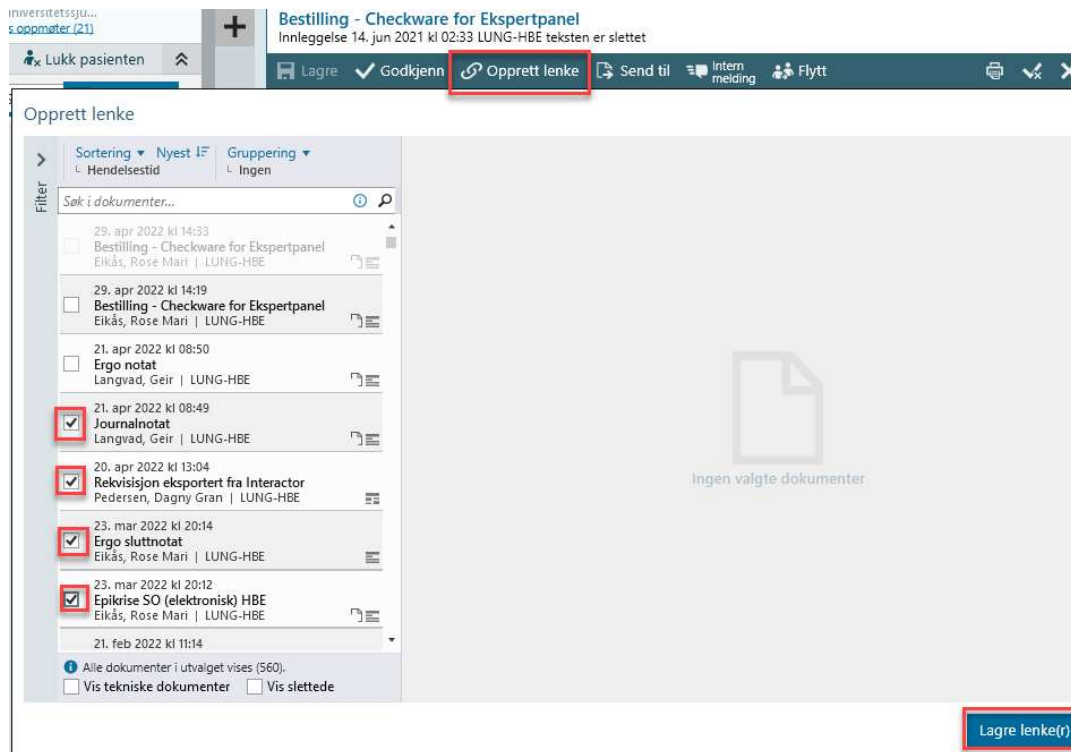 niversitetssju...
s oppmøter (21)
Lukk pasienten
+
Bestilling - Checkware for Ekspertpanel
Innleggelse 14. jun 2021 kl 02:33 LUNG-HBE teksten er slettet
Lagre Godkjenn Opprett lenke Send til Intern melding Flytt
Opprett lenke
Filter
Sortering Nyest Gruppering
Hendelsestid Ingen
Søk i dokumenter...
29. apr 2022 kl 14:33
Bestilling - Checkware for Ekspertpanel
Eikås, Rose Mari | LUNG-HBE
29. apr 2022 kl 14:19
Bestilling - Checkware for Ekspertpanel
Eikås, Rose Mari | LUNG-HBE
21. apr 2022 kl 08:50
Ergo notat
Langvad, Geir | LUNG-HBE
21. apr 2022 kl 08:49
Journalnotat
Langvad, Geir | LUNG-HBE
20. apr 2022 kl 13:04
Rekvisisjon eksportert fra Interactor
Pedersen, Dagny Gran | LUNG-HBE
23. mar 2022 kl 20:14
Ergo sluttnotat
Eikås, Rose Mari | LUNG-HBE
23. mar 2022 kl 20:12
Epikrise SO (elektronisk) HBE
Eikås, Rose Mari | LUNG-HBE
21. feb 2022 kl 11:14
Alle dokumenter i utvalget vises (560).
Vis tekniske dokumenter Vis slettede
Ingen valgte dokumenter
Lagre lenke(r)